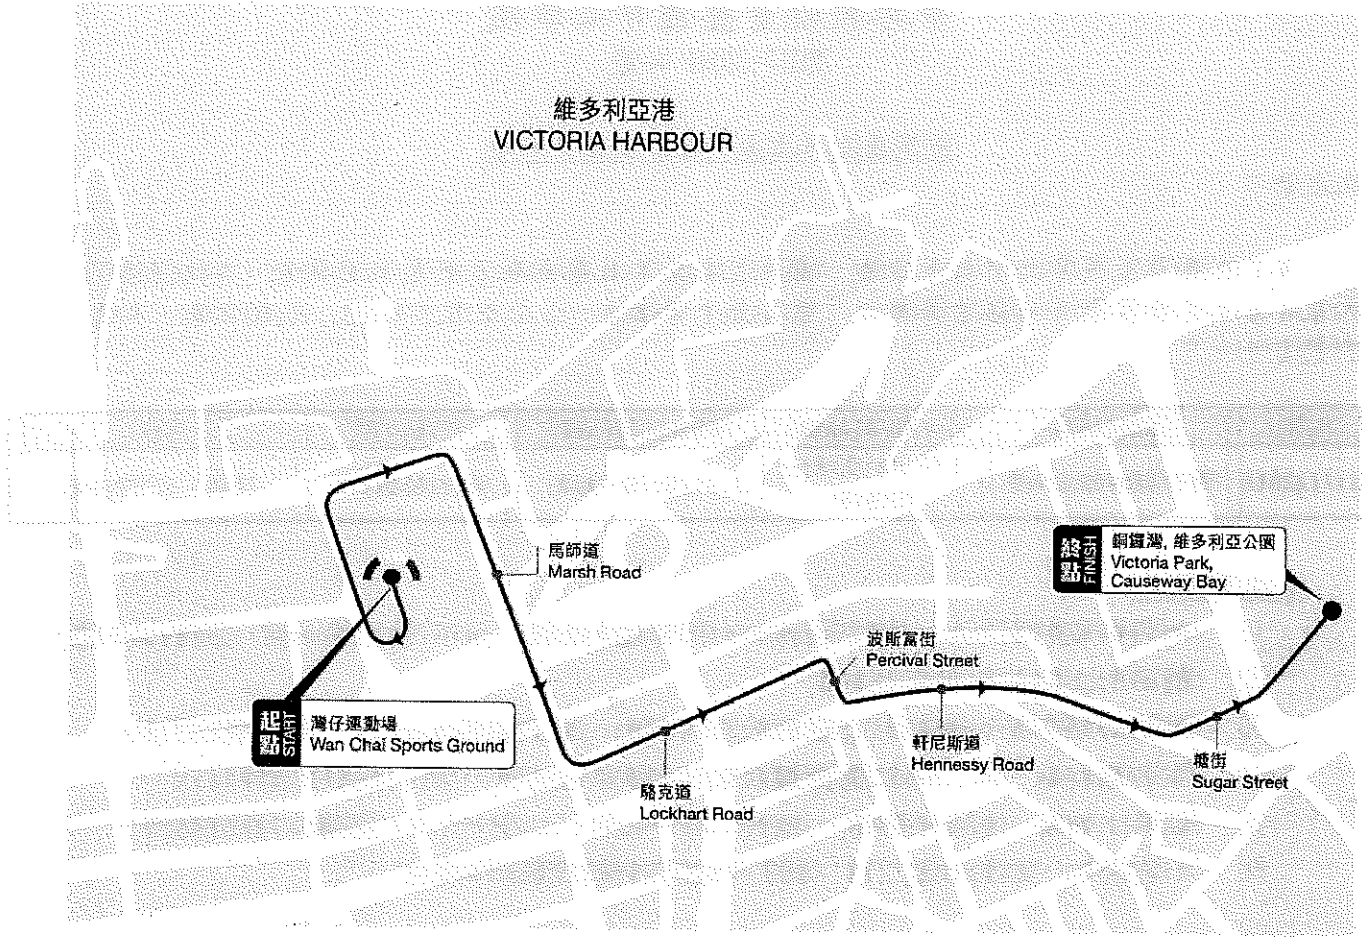 維多利亞港
VICTORIA HARBOUR
馬師道
Marsh Road
終點
FINISH
銅鑼灣, 維多利亞公園
Victoria Park,
Causeway Bay
波斯富街
Percival Street
起點
START
灣仔運動場
Wan Chai Sports Ground
軒尼斯道
Hennessy Road
糖街
Sugar Street
駱克道
Lockhart Road